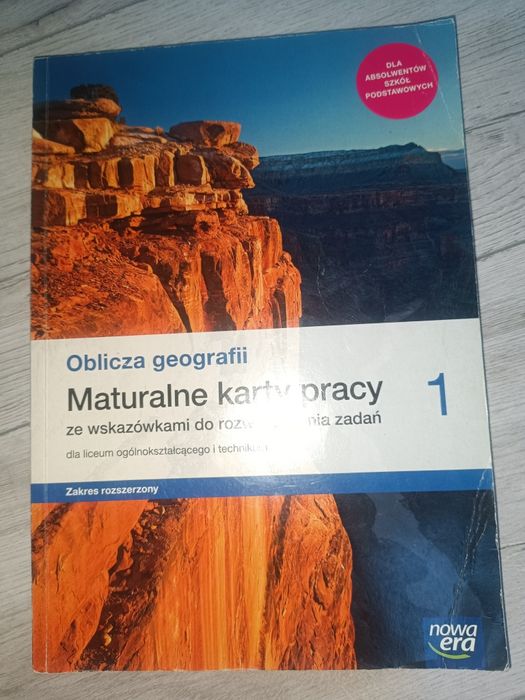 DLA
ABSOLWENTÓW
SZKÓŁ
PODSTAWOWYCH
Oblicza geografii
Maturalne karty pracy
1
ze wskazówkami do zadań
dla liceum ogólnokształcącego i technikum
Zakres rozszerzony
nowa
era